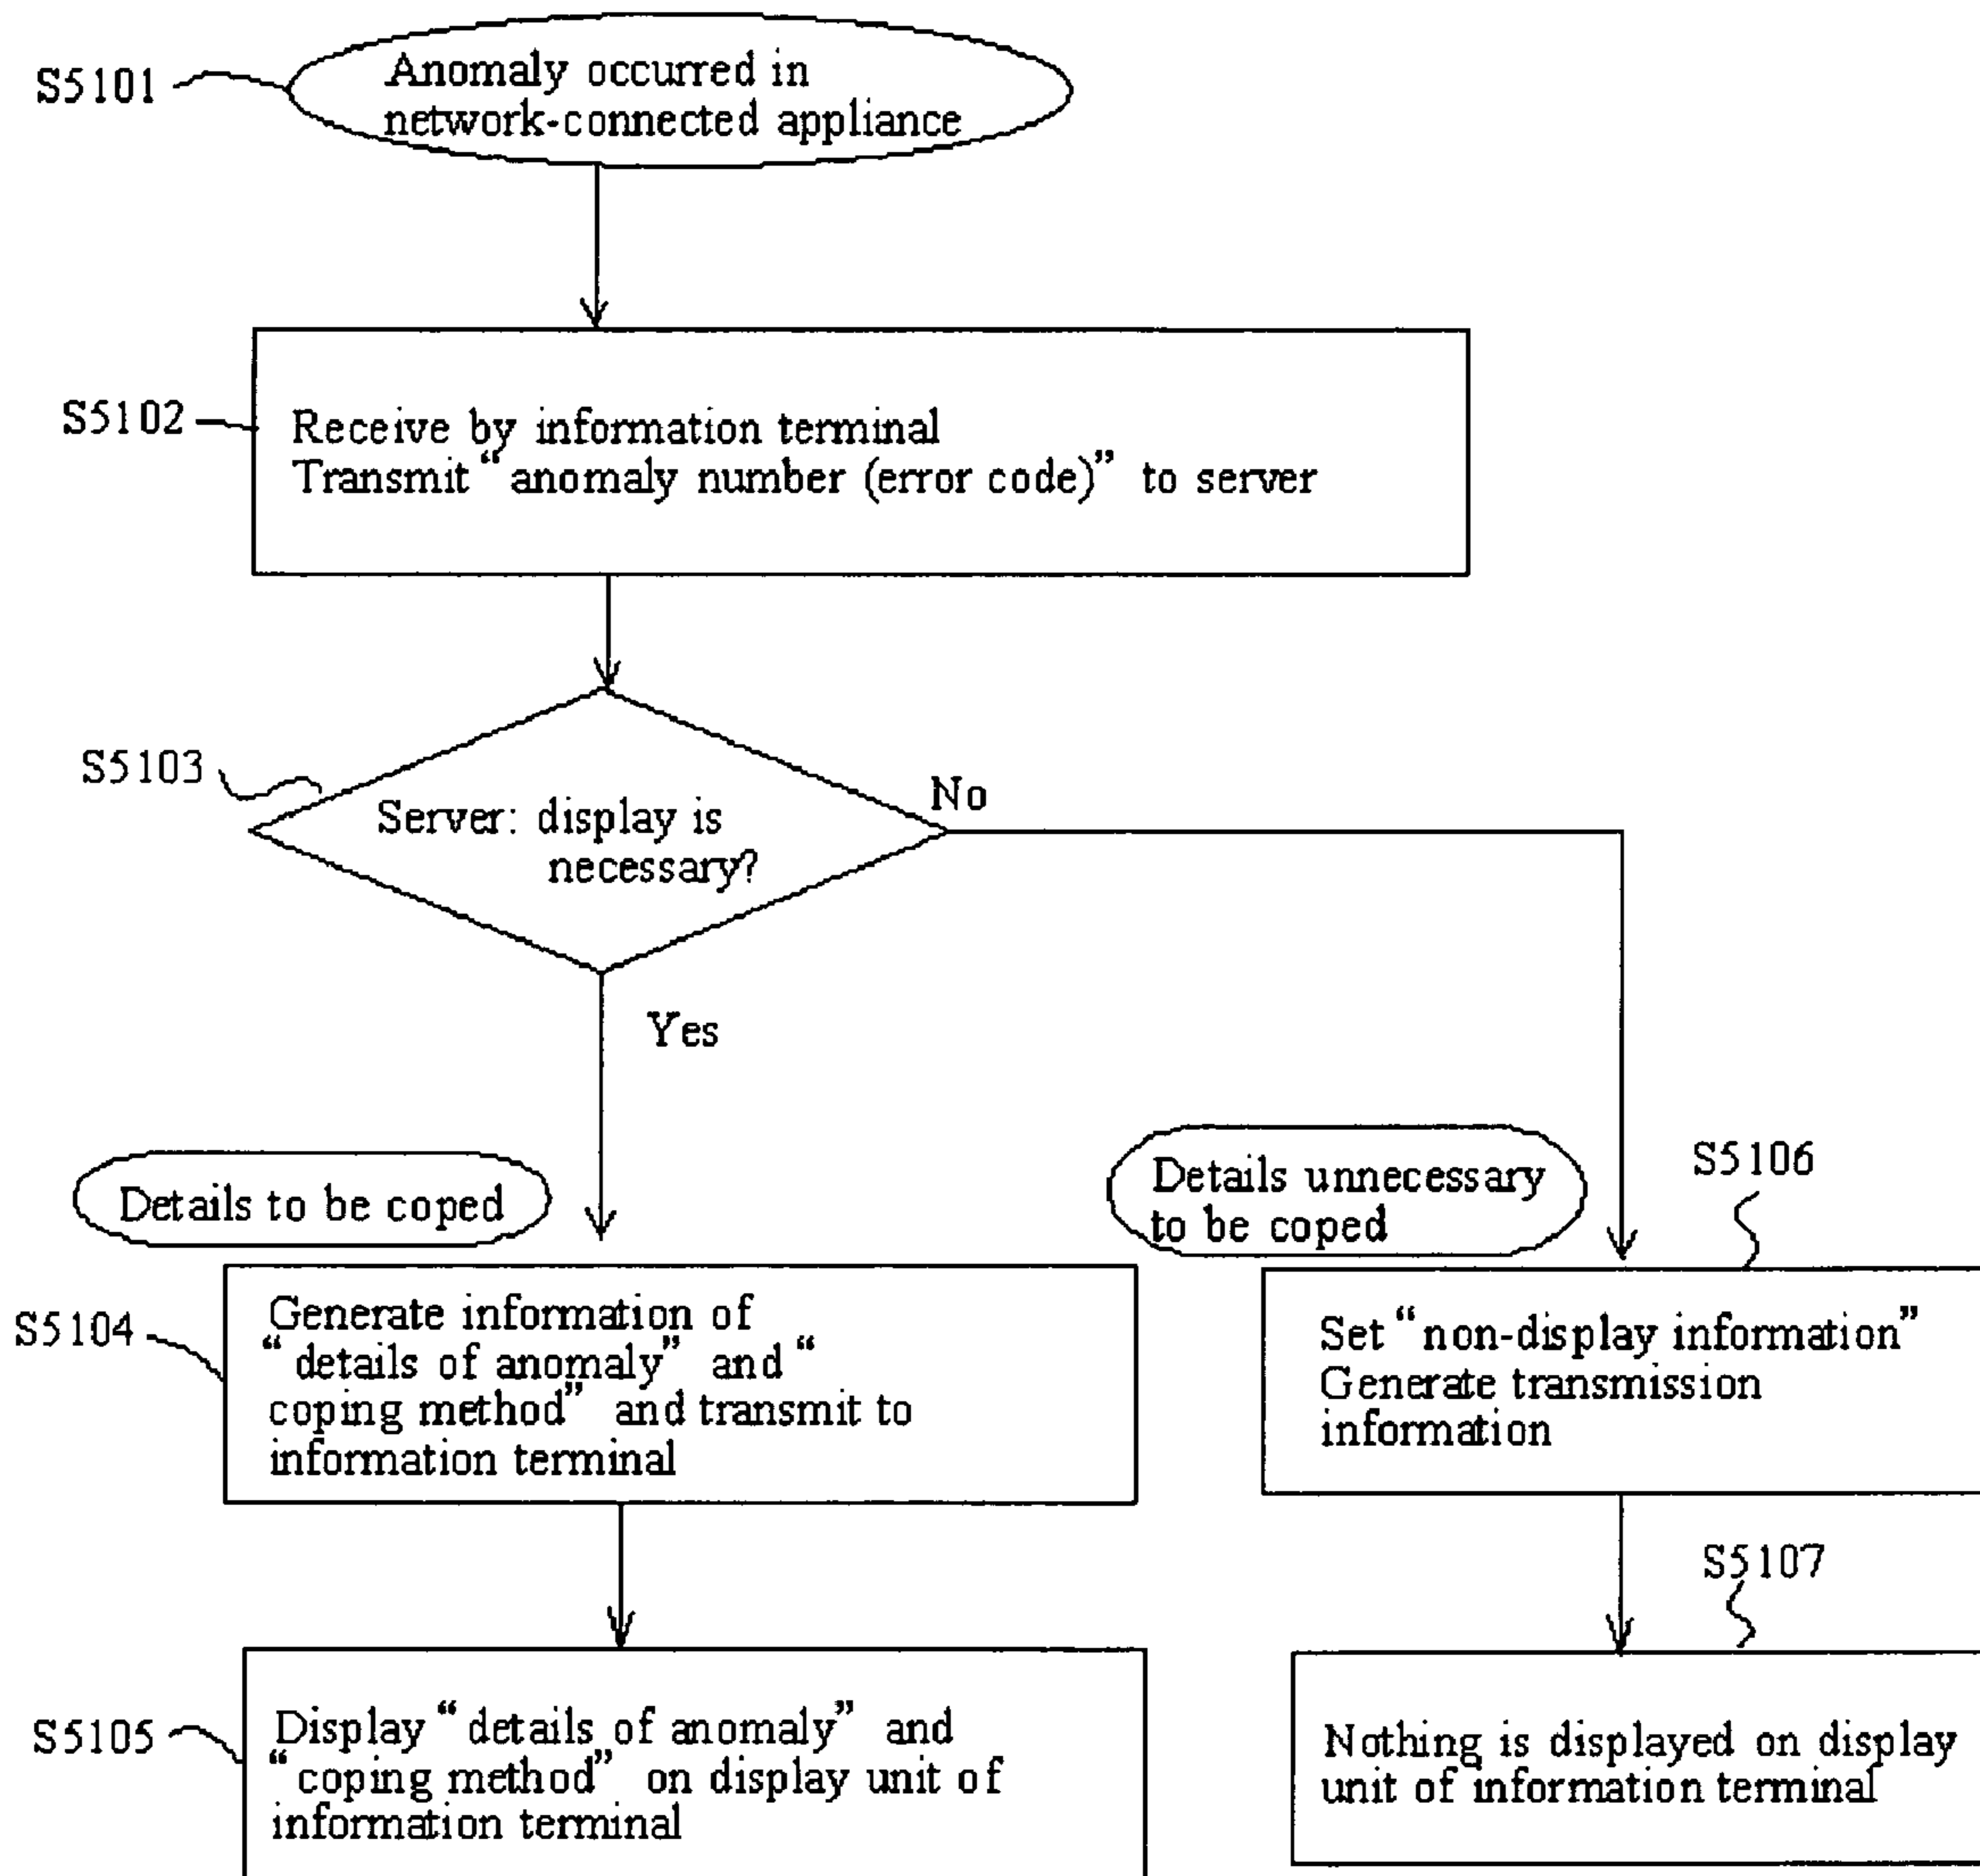 S5101
Anomaly occurred in
network-connected appliance
S5102
Receive by information terminal
Transmit “anomaly number (error code)” to server
S5103
Server: display is
necessary?
No
Yes
Details to be coped
Details unnecessary
to be coped
S5106
S5104
Generate information of
“details of anomaly” and “
coping method” and transmit to
information terminal
Set “non-display information”
Generate transmission
information
S5107
S5105
Display “details of anomaly” and
“coping method” on display unit of
information terminal
Nothing is displayed on display
unit of information terminal